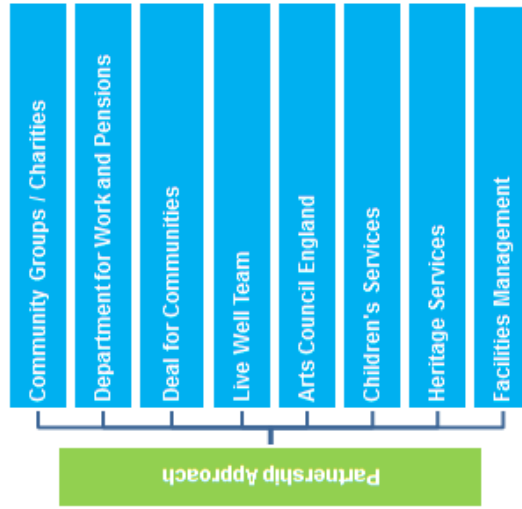 Partnership Approach
Community Groups / Charities
Department for Work and Pensions
Deal for Communities
Live Well Team
Arts Council England
Children's Services
Heritage Services
Facilities Management